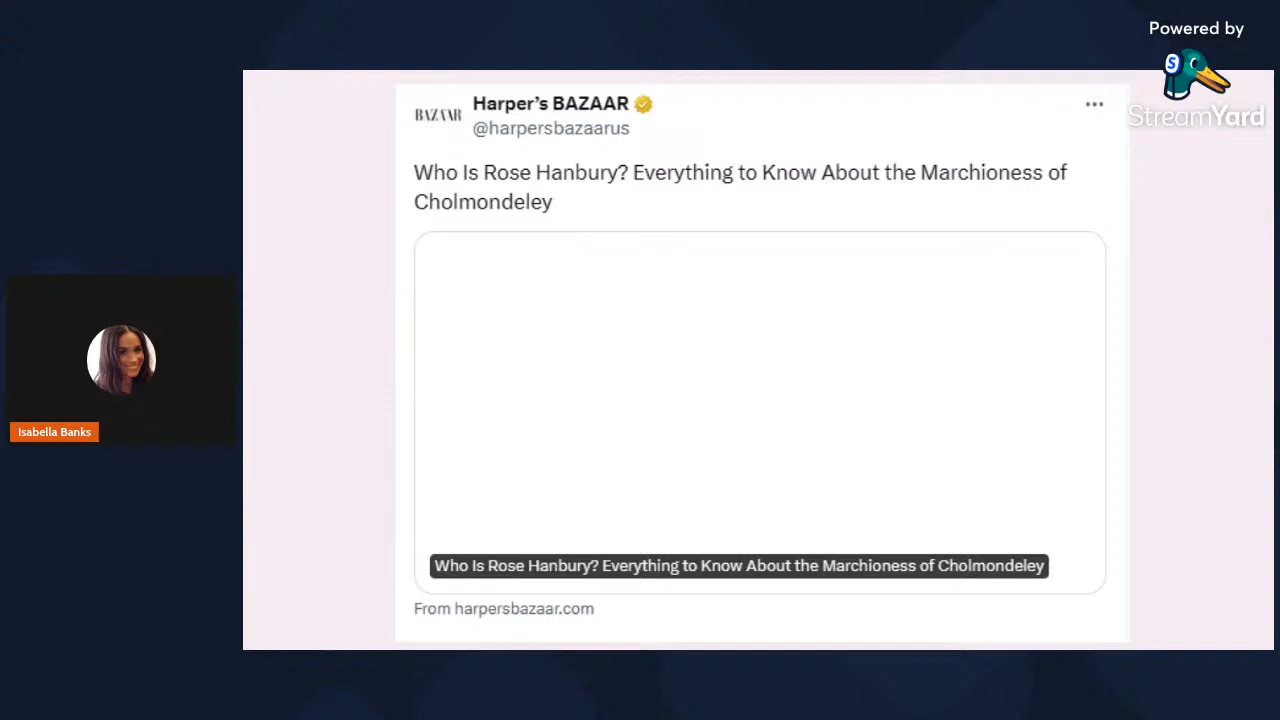 Powered by
StreamYard
BAZAAR
Harper's BAZAAR
@harpersbazaarus
Who Is Rose Hanbury? Everything to Know About the Marchioness of
Cholmondeley
Who Is Rose Hanbury? Everything to Know About the Marchioness of Cholmondeley
From harpersbazaar.com
Isabella Banks